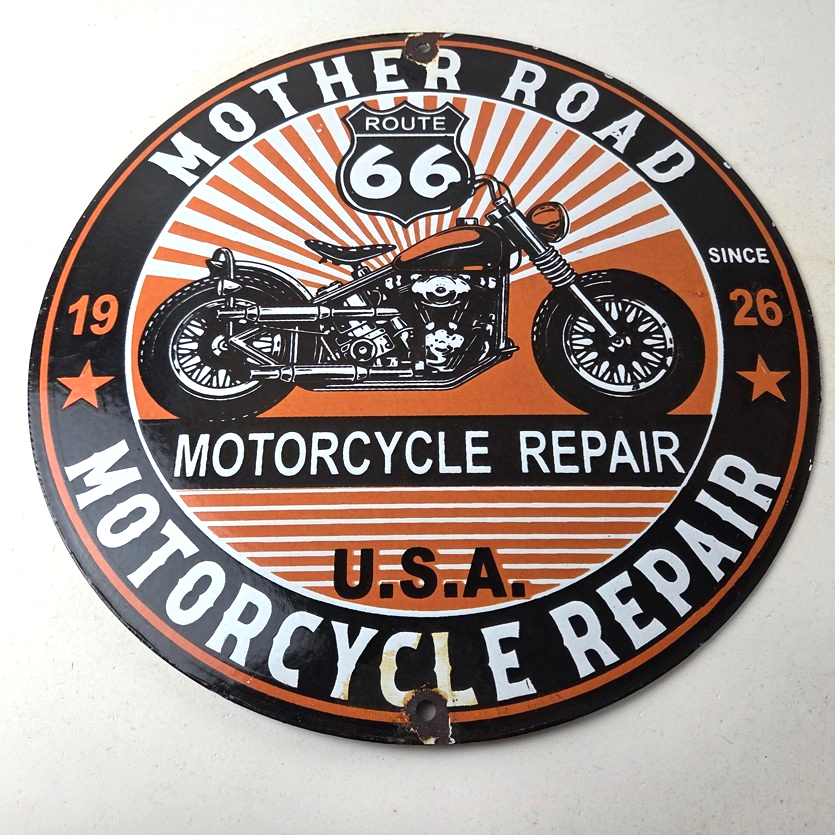 MOTHER ROAD
ROUTE
66
SINCE
19 26
MOTORCYCLE REPAIR
U.S.A.
MOTORCYCLE REPAIR